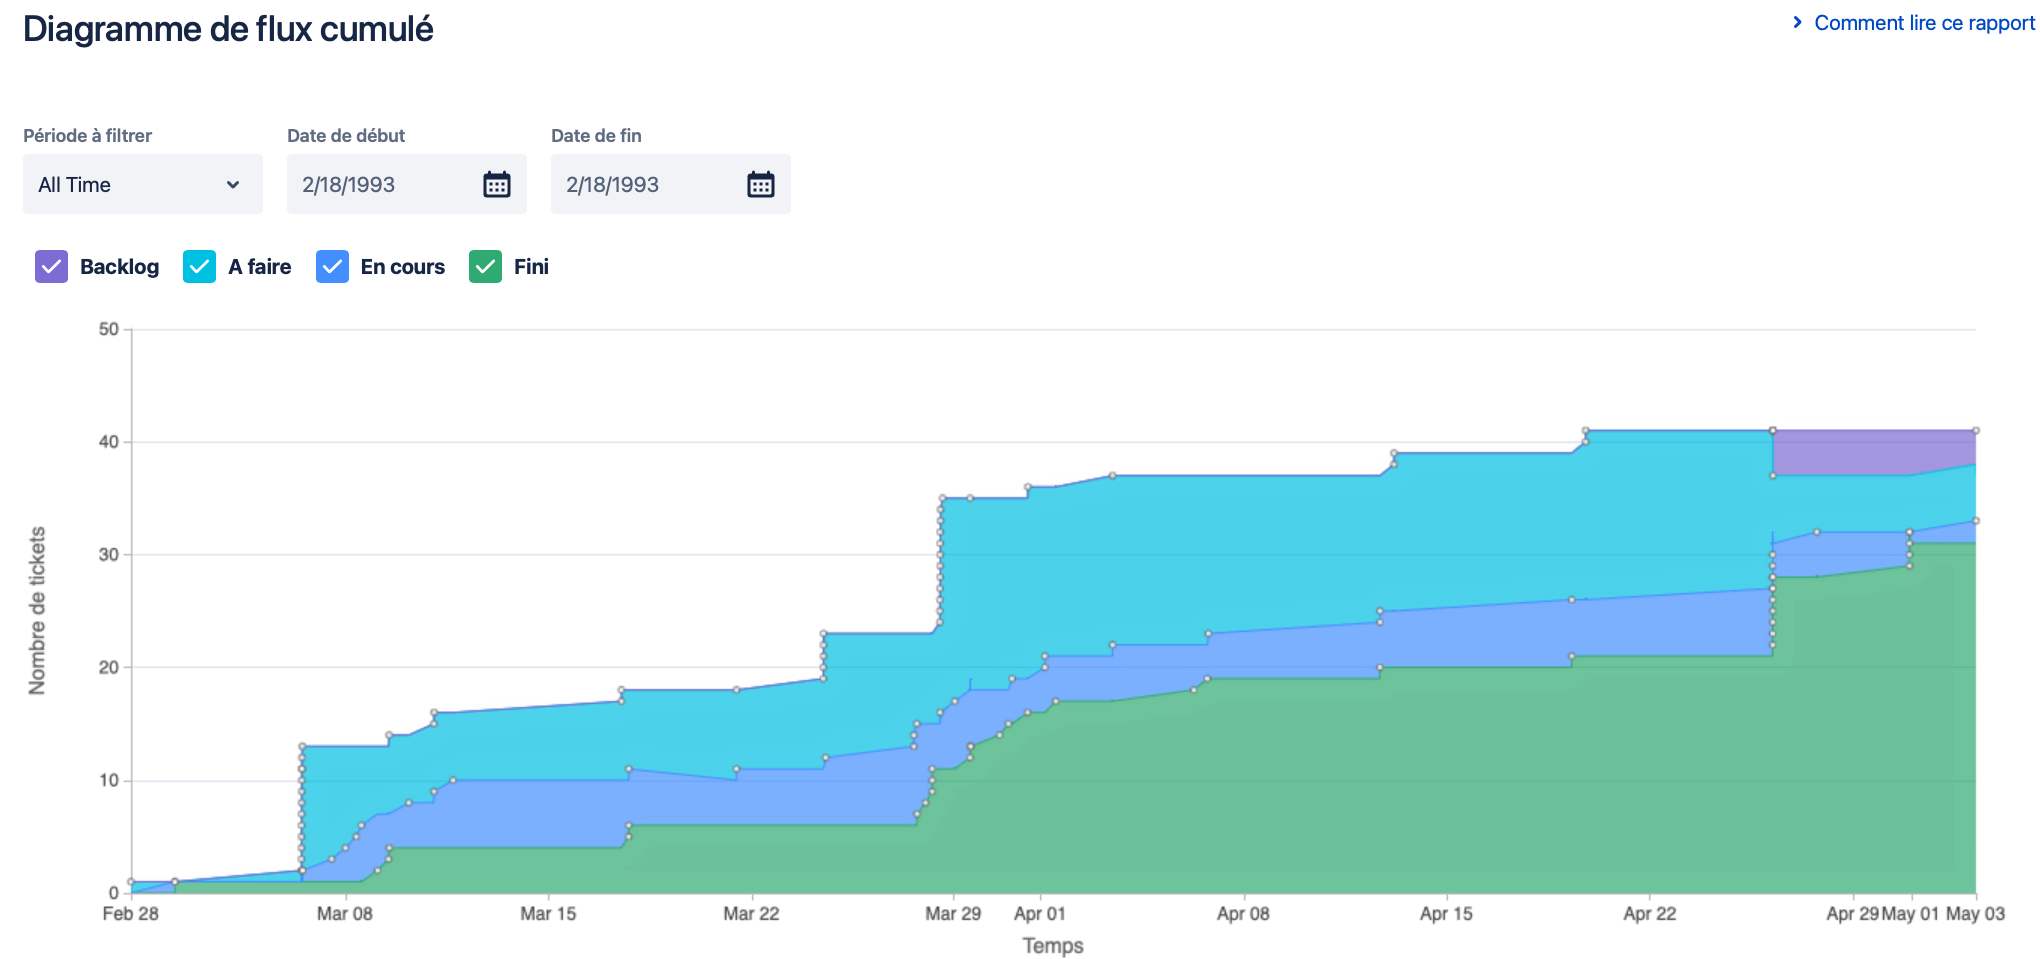 Diagramme de flux cumulé
Comment lire ce rapport
Période à filtrer
Date de début
Date de fin
All Time
2/18/1993
2/18/1993
Backlog
A faire
En cours
Fini
50
40
30
20
10
0
Nombre de tickets
Feb 28
Mar 08
Mar 15
Mar 22
Mar 29
Apr 01
Apr 08
Apr 15
Apr 22
Apr 29
May 01
May 03
Temps